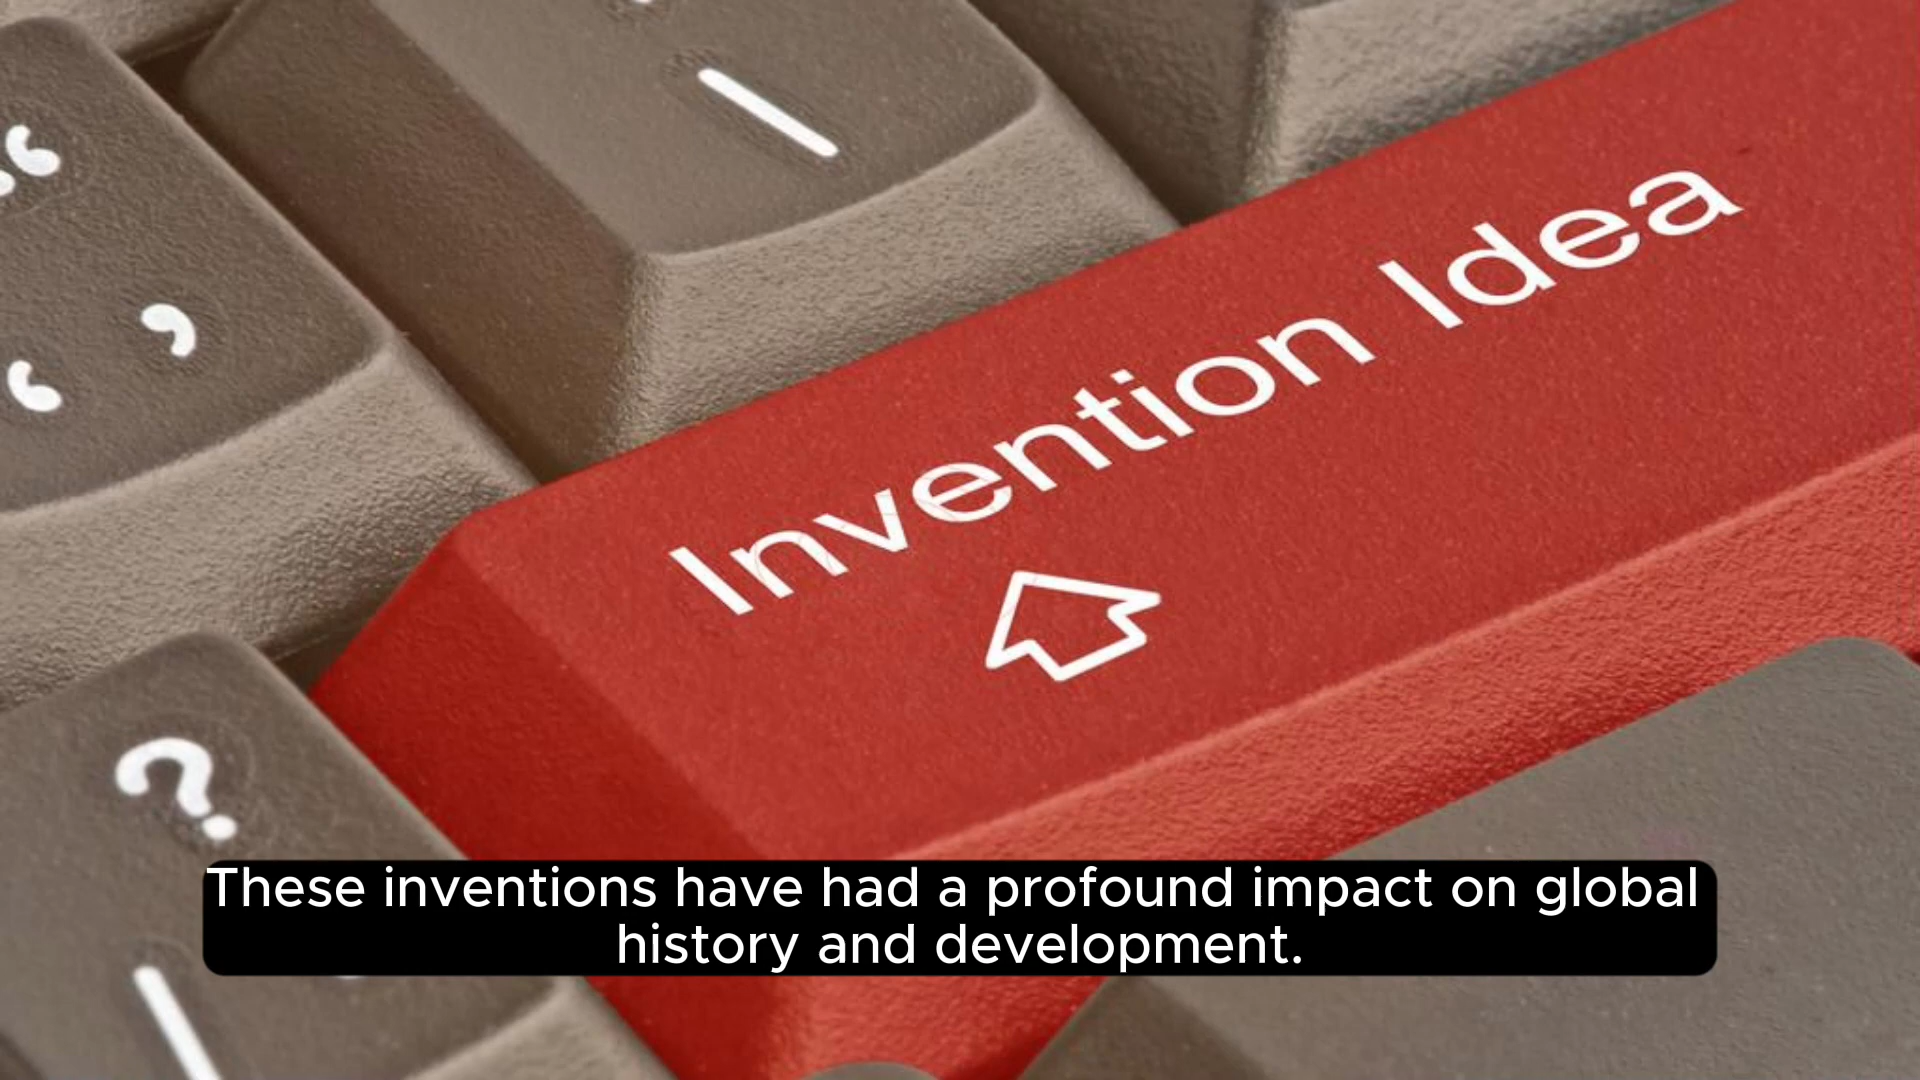 Invention Idea
?
These inventions have had a profound impact on global
history and development.